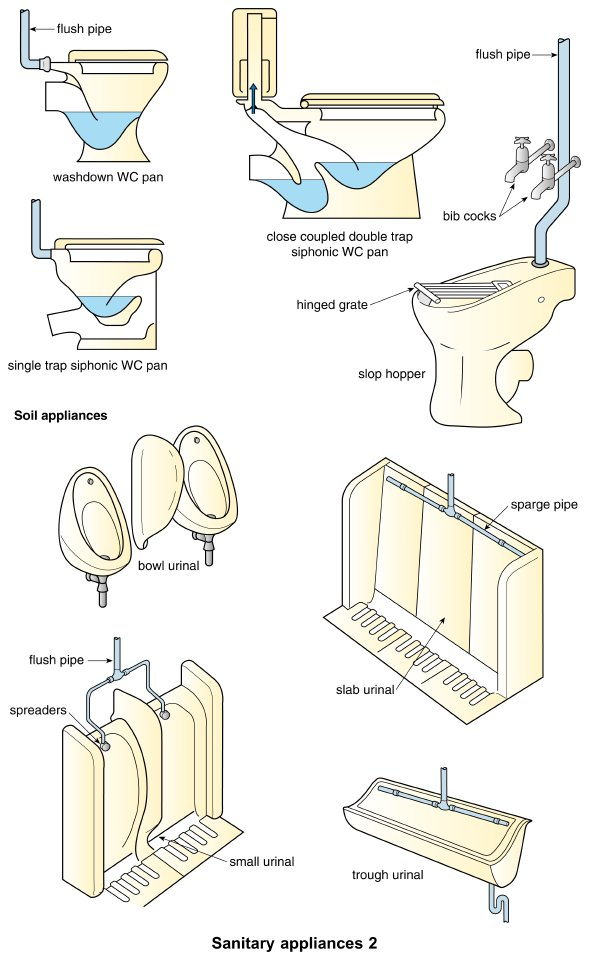 flush pipe
washdown WC pan
close coupled double trap
siphonic WC pan
flush pipe
bib cocks
hinged grate
slop hopper
single trap siphonic WC pan
Soil appliances
bowl urinal
sparge pipe
slab urinal
flush pipe
spreaders
small urinal
trough urinal
Sanitary appliances 2